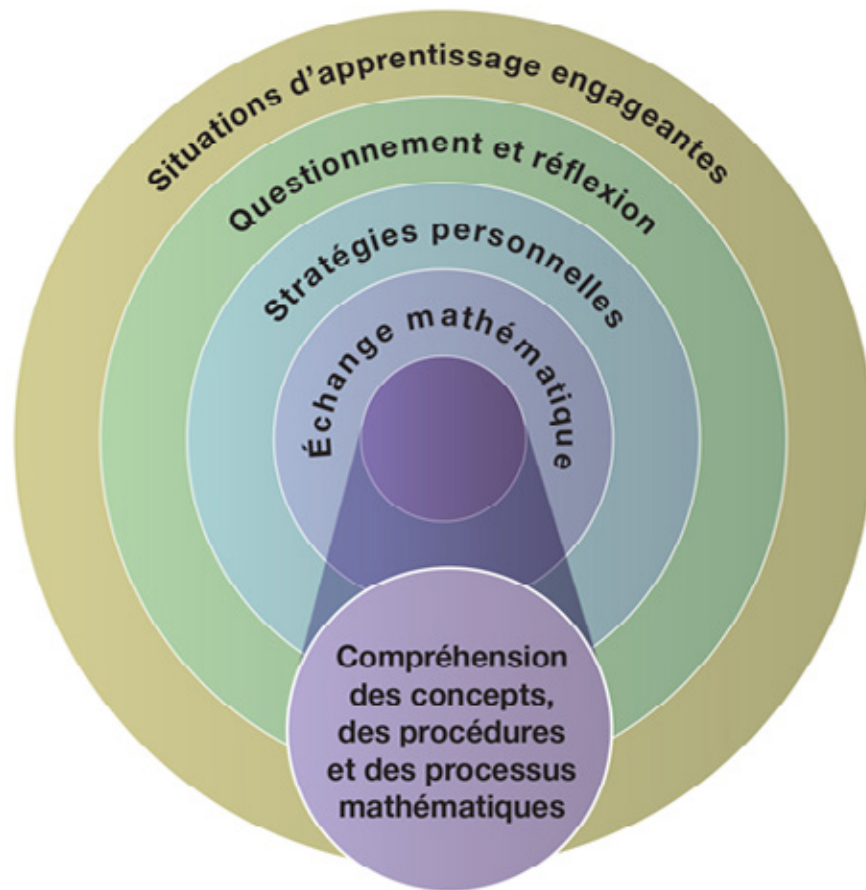 Situations d'apprentissage engageantes
Questionnement et réflexion
Stratégies personnelles
Échange mathématique
Compréhension
des concepts,
des procédures
et des processus
mathématiques